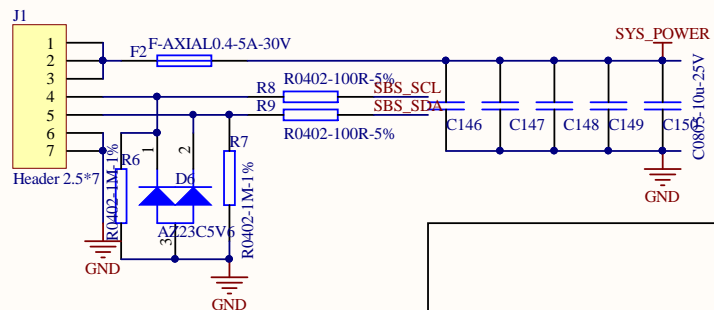 J1
SYS_POWER
1
F2 F-AXIAL0.4-5A-30V
2
3
R0402-100R-5%
4
R8
SBS_SCL
5
R9
SBS_SDA
6
R0402-100R-5%
C146
C147
C148
C149
C150
C0805-10u-25V
7
1
2
R7
R6
Header 2.5*7
D6
R0402-1M-1%
R0402-1M-1%
AZ23C5V6
3
GND
GND
GND